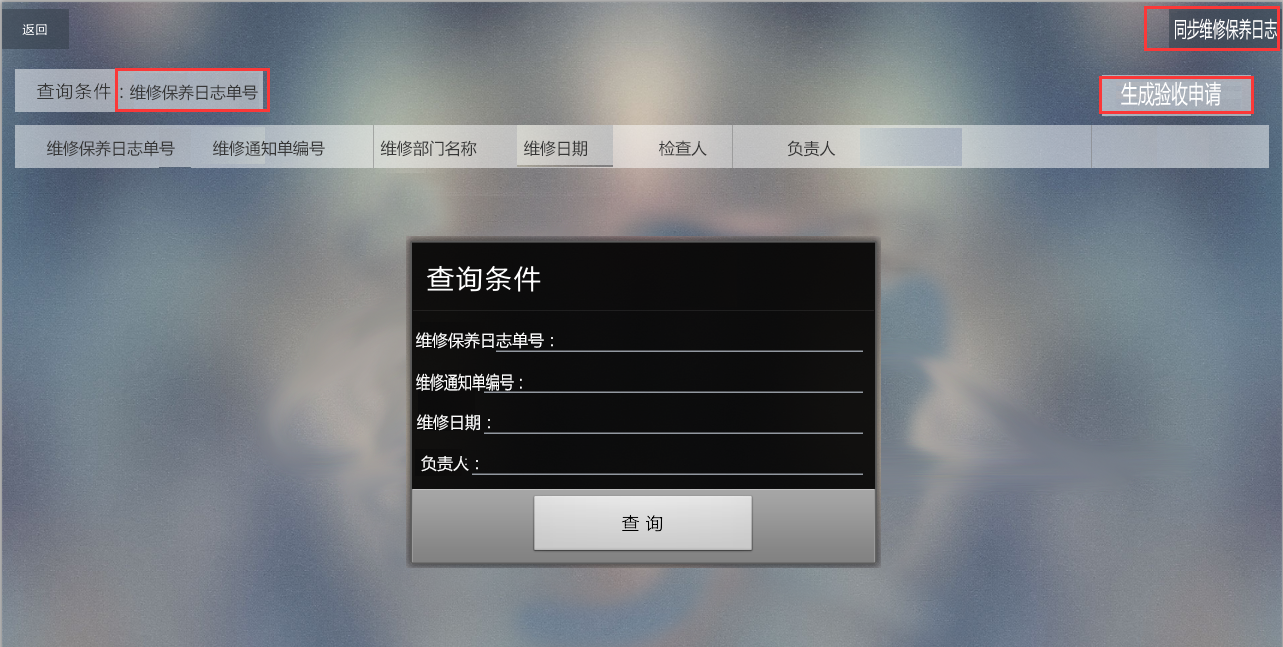 返回
同步维修保养日志
查询条件：维修保养日志单号
生成验收申请
维修保养日志单号 维修通知单编号 维修部门名称 维修日期 检查人 负责人
查询条件
维修保养日志单号：
维修通知单编号：
维修日期：
负责人：
查 询